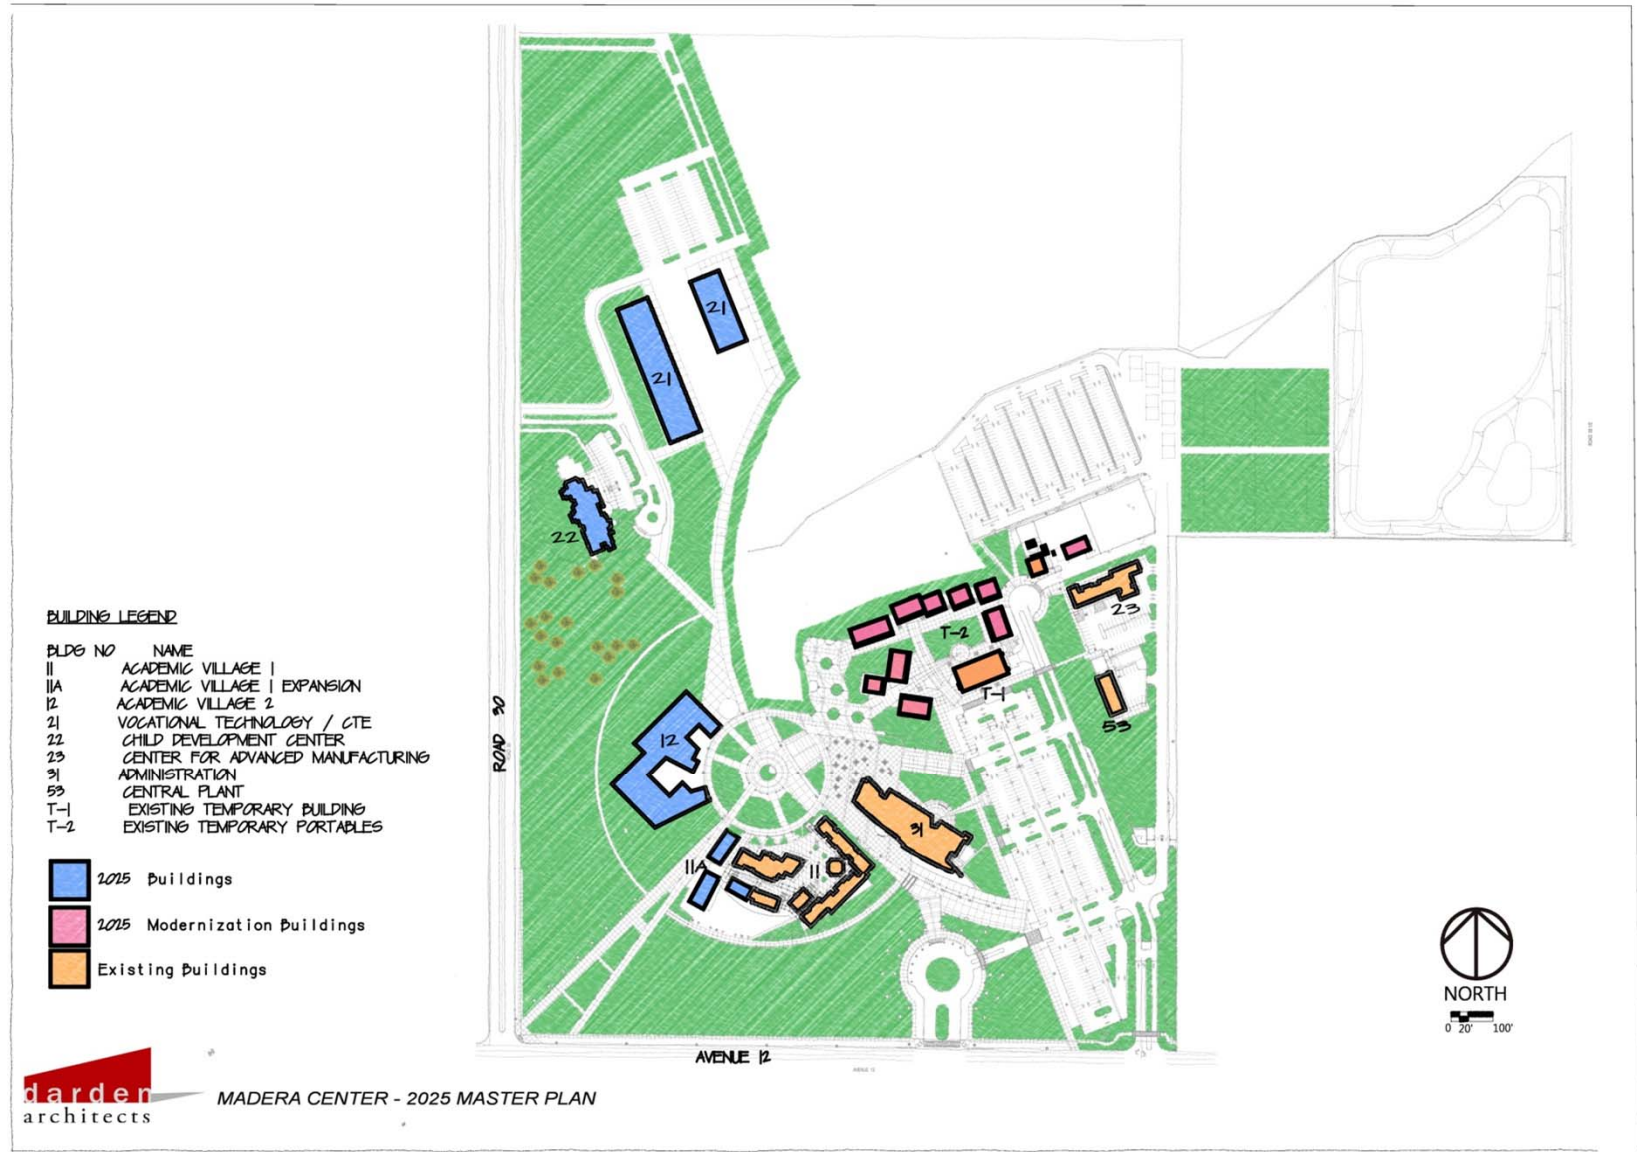 21
21
22
23
T-2
T-1
53
12
31
11A
11
ROAD 30
AVENUE 12
BUILDING LEGEND
BLDG NO NAME
11 ACADEMIC VILLAGE 1
11A ACADEMIC VILLAGE 1 EXPANSION
12 ACADEMIC VILLAGE 2
21 VOCATIONAL TECHNOLOGY / CTE
22 CHILD DEVELOPMENT CENTER
23 CENTER FOR ADVANCED MANUFACTURING
31 ADMINISTRATION
53 CENTRAL PLANT
T-1 EXISTING TEMPORARY BUILDING
T-2 EXISTING TEMPORARY PORTABLES
2025 Buildings
2025 Modernization Buildings
Existing Buildings
NORTH
0 20' 100'
darden
architects
MADERA CENTER - 2025 MASTER PLAN